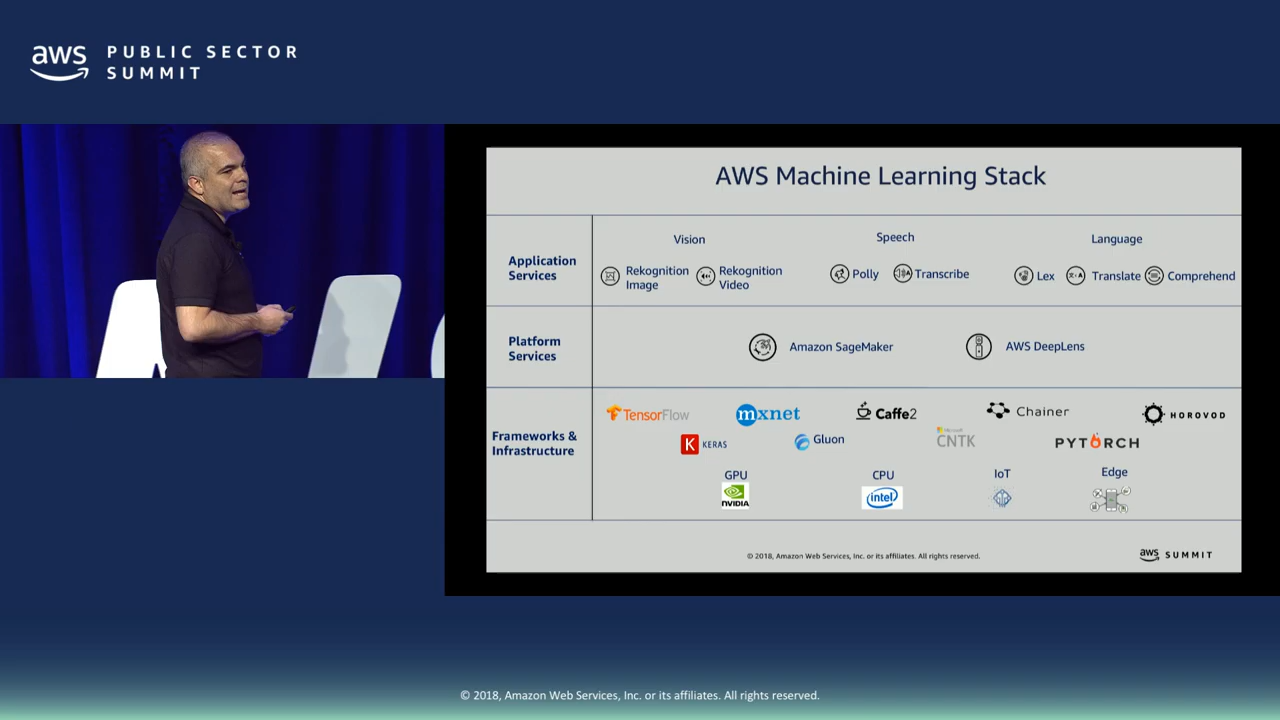 aws PUBLIC SECTOR
SUMMIT
AWS Machine Learning Stack
Application
Services
Vision
Speech
Language
Rekognition
Image
Rekognition
Video
Polly
Transcribe
Lex
Translate
Comprehend
Platform
Services
Amazon SageMaker
AWS DeepLens
Frameworks &
Infrastructure
TensorFlow
mxnet
Caffe2
Chainer
HOROVOD
K KERAS
Gluon
Microsoft
CNTK
PYTORCH
GPU
CPU
IoT
Edge
NVIDIA
intel
© 2018, Amazon Web Services, Inc. or its affiliates. All rights reserved.
aws SUMMIT
© 2018, Amazon Web Services, Inc. or its affiliates. All rights reserved.